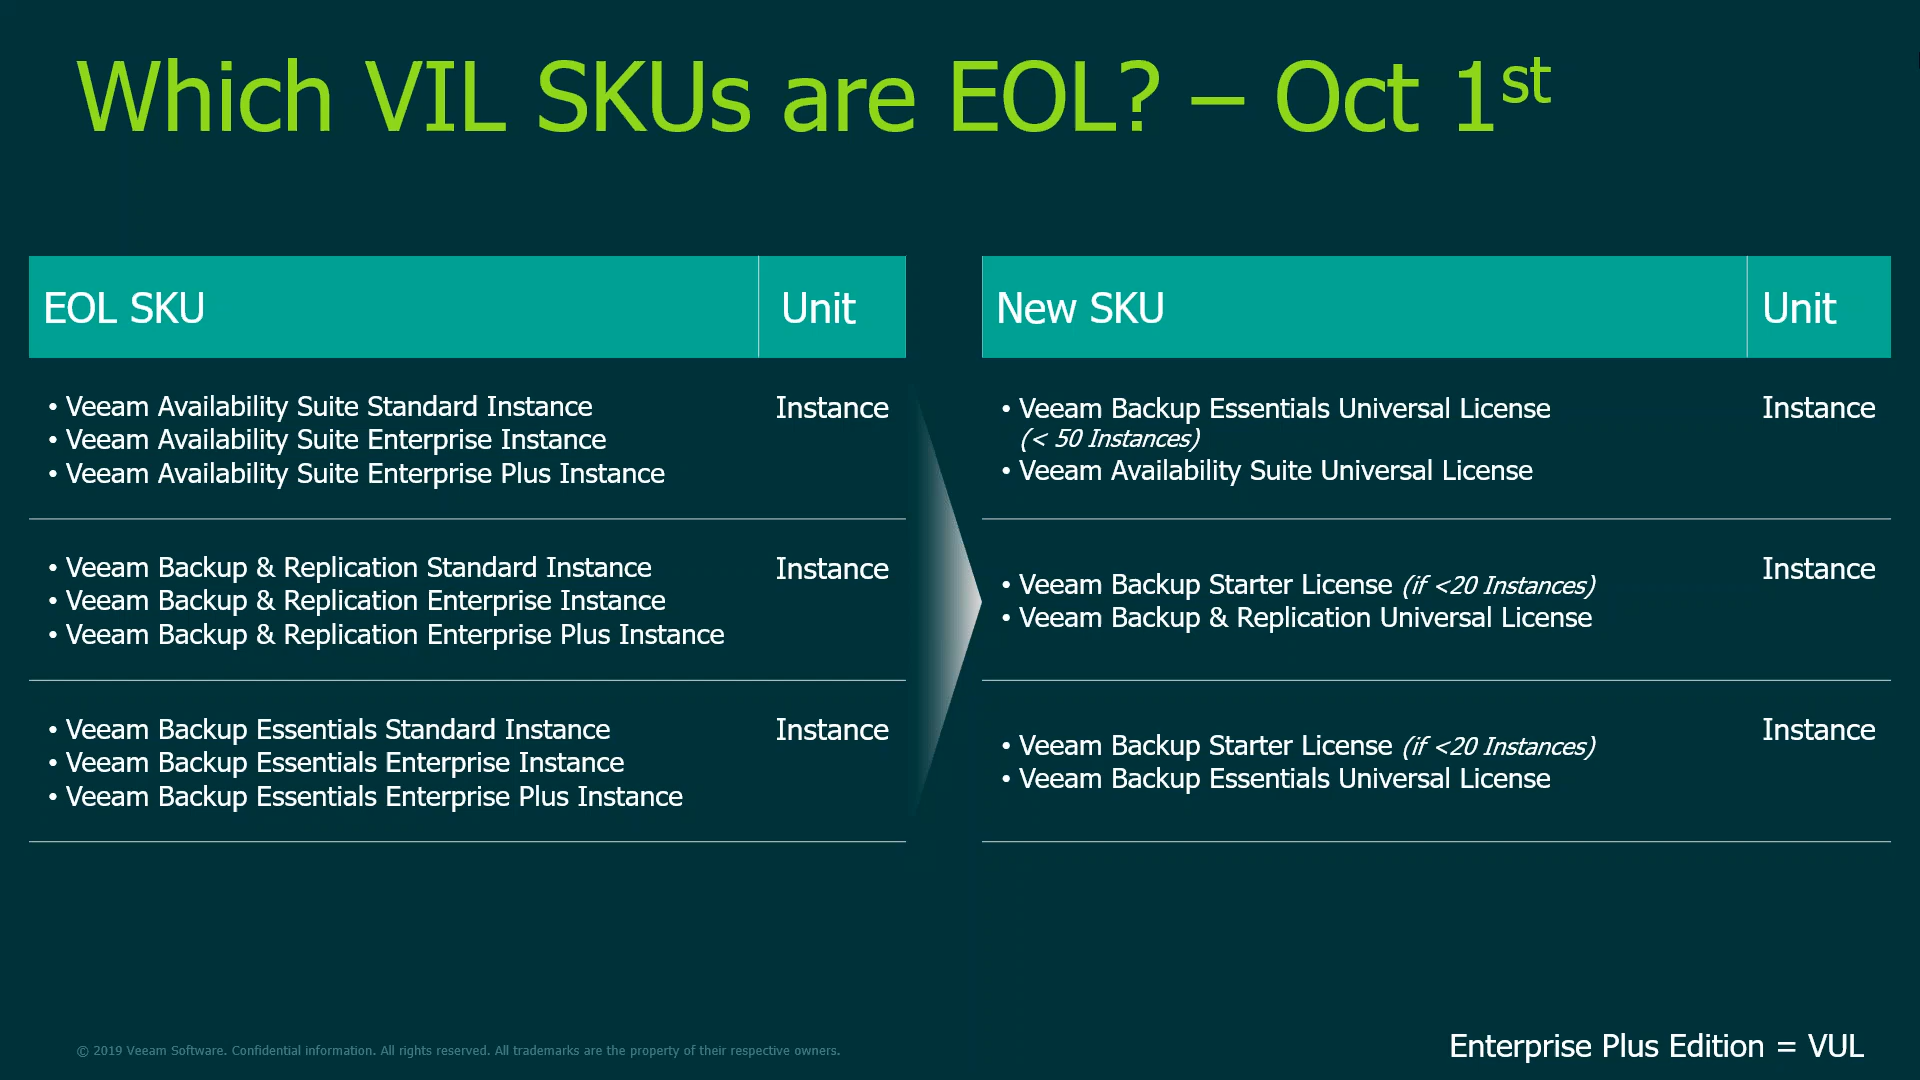 Which VIL SKUs are EOL? – Oct 1st
EOL SKU
Unit
• Veeam Availability Suite Standard Instance
• Veeam Availability Suite Enterprise Instance
• Veeam Availability Suite Enterprise Plus Instance
Instance
• Veeam Backup & Replication Standard Instance
• Veeam Backup & Replication Enterprise Instance
• Veeam Backup & Replication Enterprise Plus Instance
Instance
• Veeam Backup Essentials Standard Instance
• Veeam Backup Essentials Enterprise Instance
• Veeam Backup Essentials Enterprise Plus Instance
Instance
New SKU
Unit
• Veeam Backup Essentials Universal License
(< 50 Instances)
• Veeam Availability Suite Universal License
Instance
• Veeam Backup Starter License (if <20 Instances)
• Veeam Backup & Replication Universal License
Instance
• Veeam Backup Starter License (if <20 Instances)
• Veeam Backup Essentials Universal License
Instance
© 2019 Veeam Software. Confidential information. All rights reserved. All trademarks are the property of their respective owners.
Enterprise Plus Edition = VUL